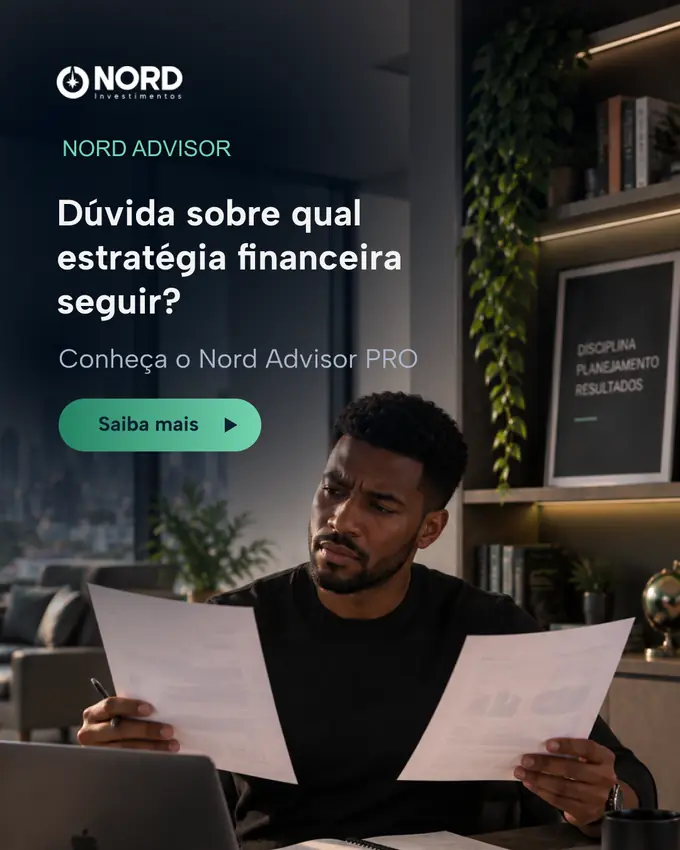 NORD
Investimentos
NORD ADVISOR
Dúvida sobre qual
estratégia financeira
seguir?
Conheça o Nord Advisor PRO
Saiba mais
DISCIPLINA
PLANEJAMENTO
RESULTADOS